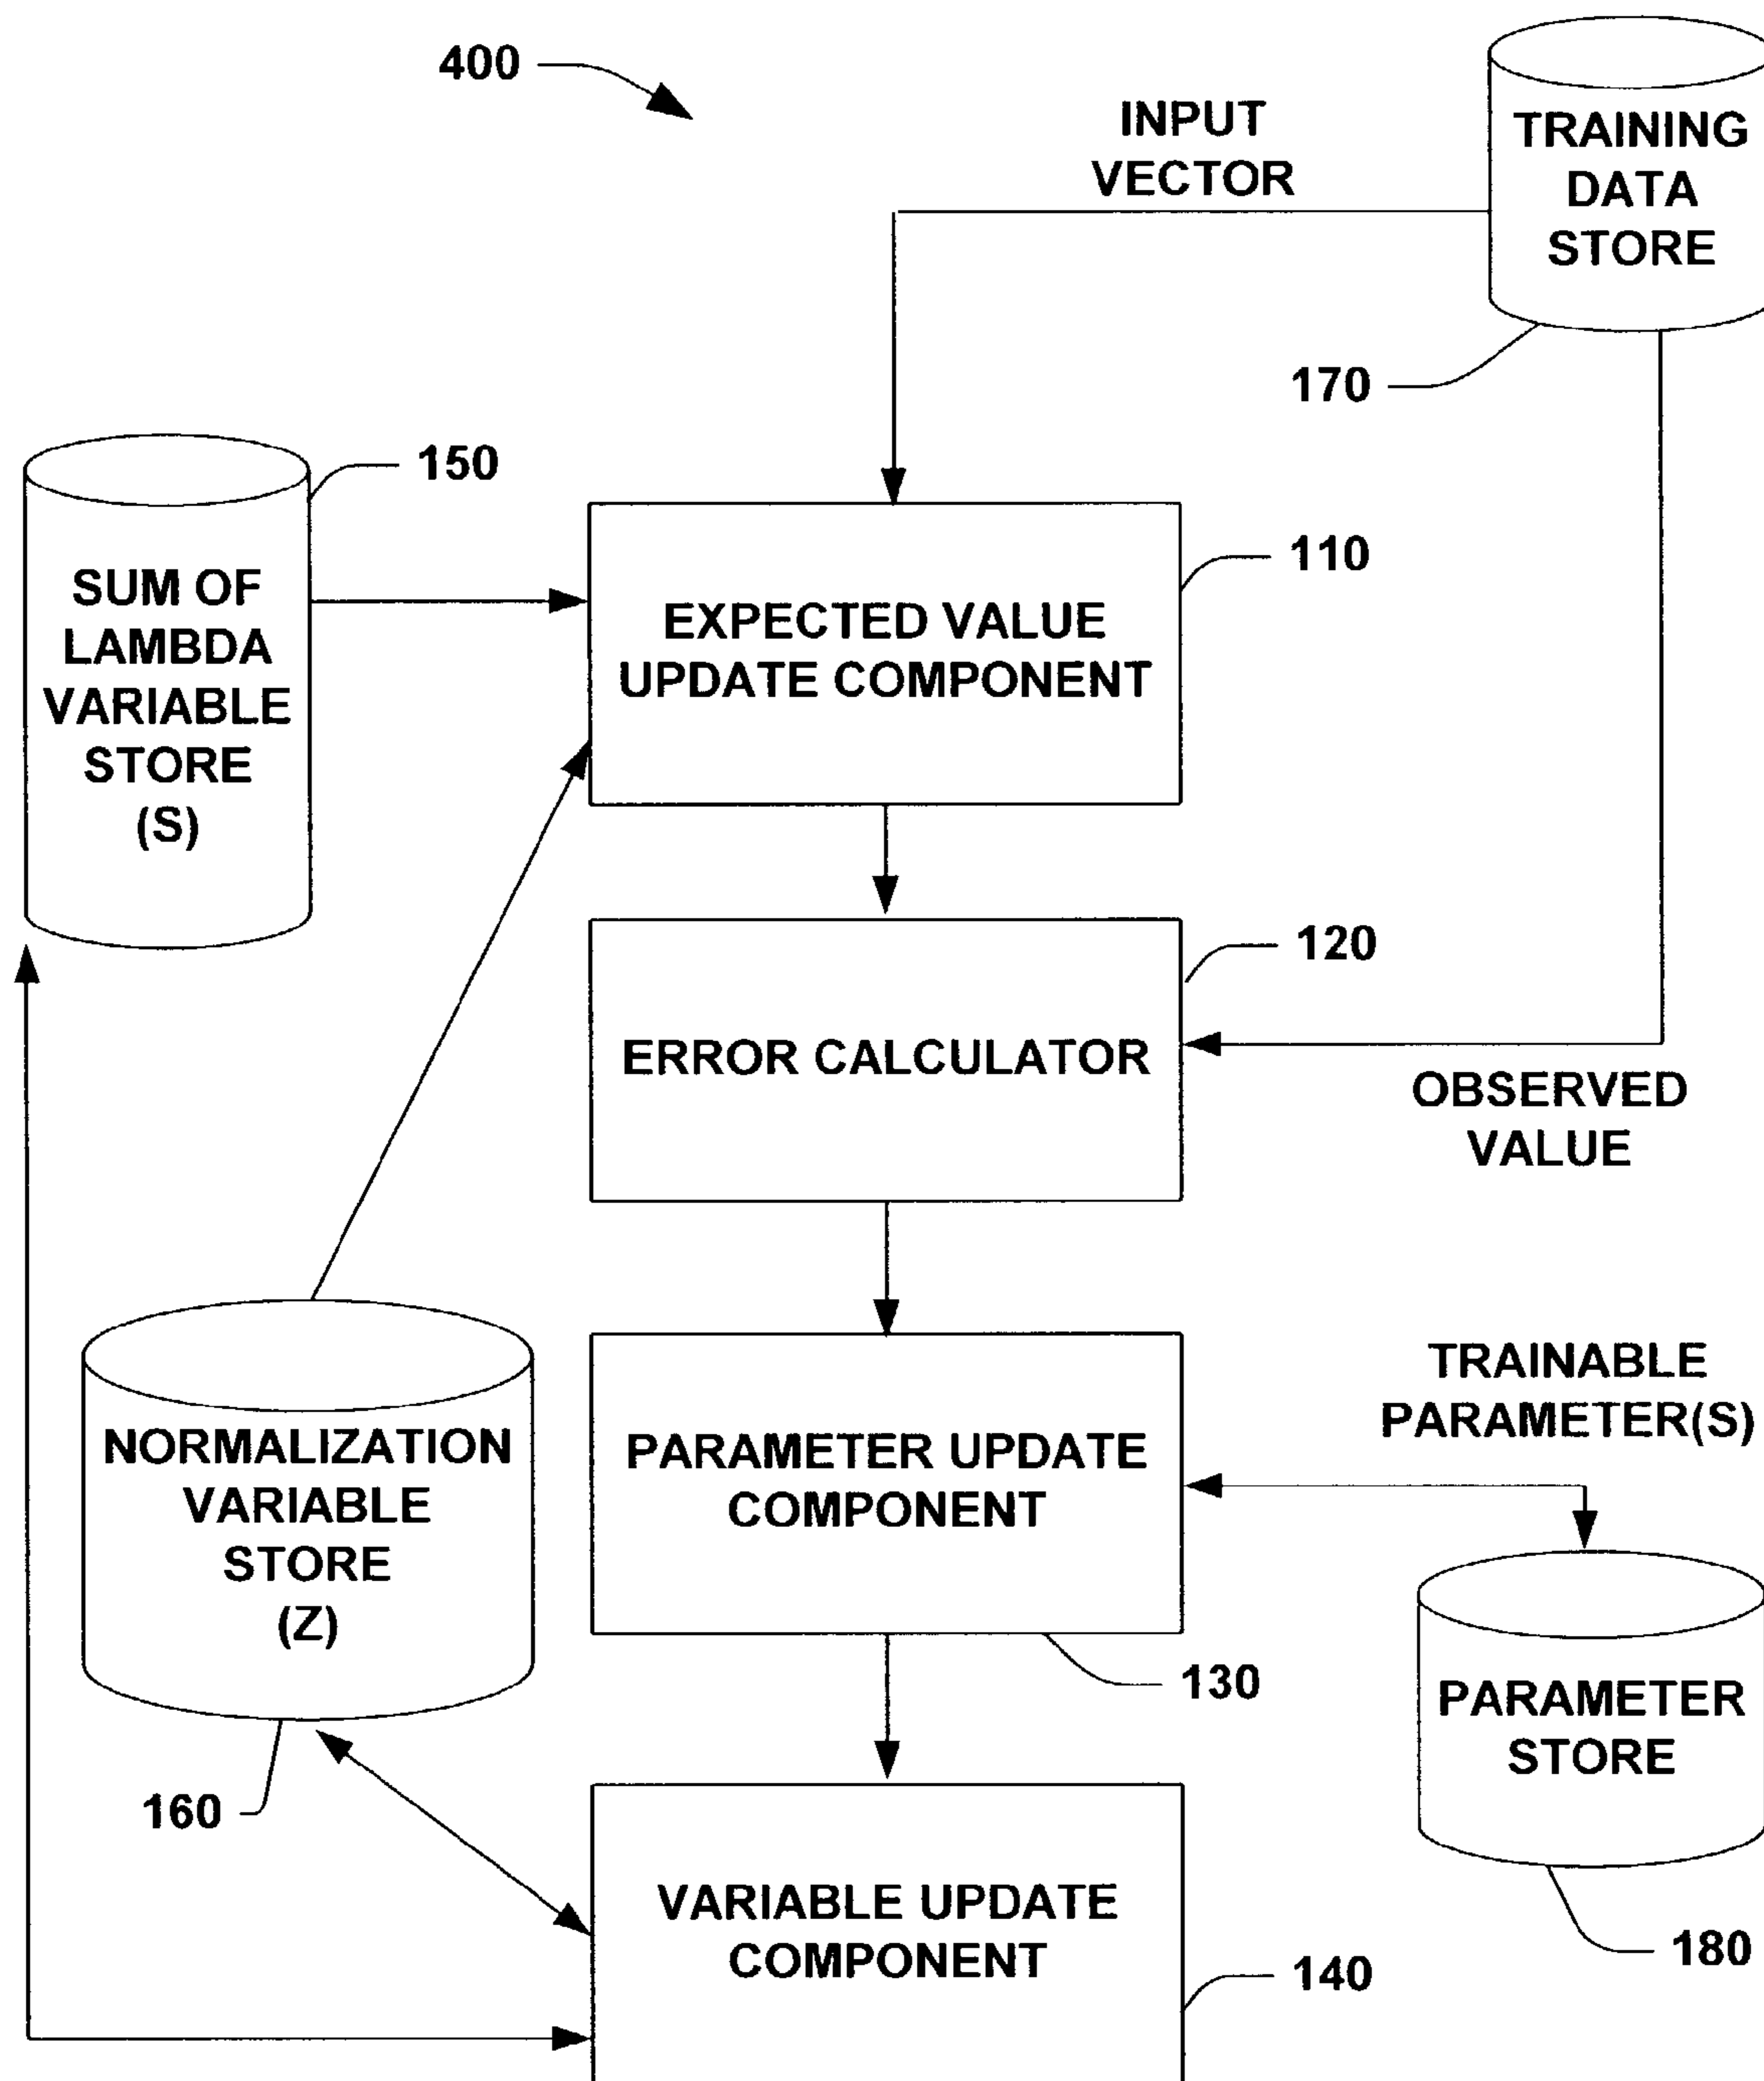 400
INPUT
VECTOR
TRAINING
DATA
STORE
170
150
SUM OF
LAMBDA
VARIABLE
STORE
(S)
110
EXPECTED VALUE
UPDATE COMPONENT
120
ERROR CALCULATOR
OBSERVED
VALUE
NORMALIZATION
VARIABLE
STORE
(Z)
160
PARAMETER UPDATE
COMPONENT
130
TRAINABLE
PARAMETER(S)
PARAMETER
STORE
180
VARIABLE UPDATE
COMPONENT
140